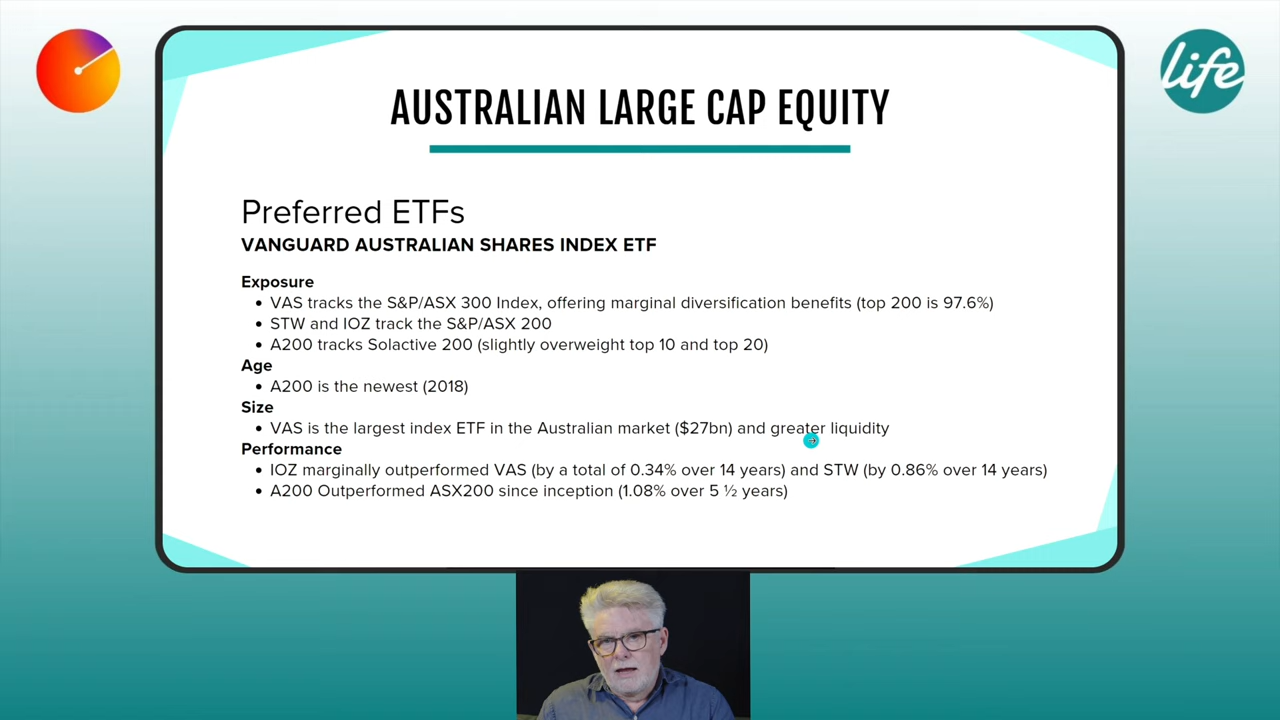 life
AUSTRALIAN LARGE CAP EQUITY
Preferred ETFs
VANGUARD AUSTRALIAN SHARES INDEX ETF
Exposure
• VAS tracks the S&P/ASX 300 Index, offering marginal diversification benefits (top 200 is 97.6%)
• STW and IOZ track the S&P/ASX 200
• A200 tracks Solactive 200 (slightly overweight top 10 and top 20)
Age
• A200 is the newest (2018)
Size
• VAS is the largest index ETF in the Australian market ($27bn) and greater liquidity
Performance
• IOZ marginally outperformed VAS (by a total of 0.34% over 14 years) and STW (by 0.86% over 14 years)
• A200 Outperformed ASX200 since inception (1.08% over 5 ½ years)